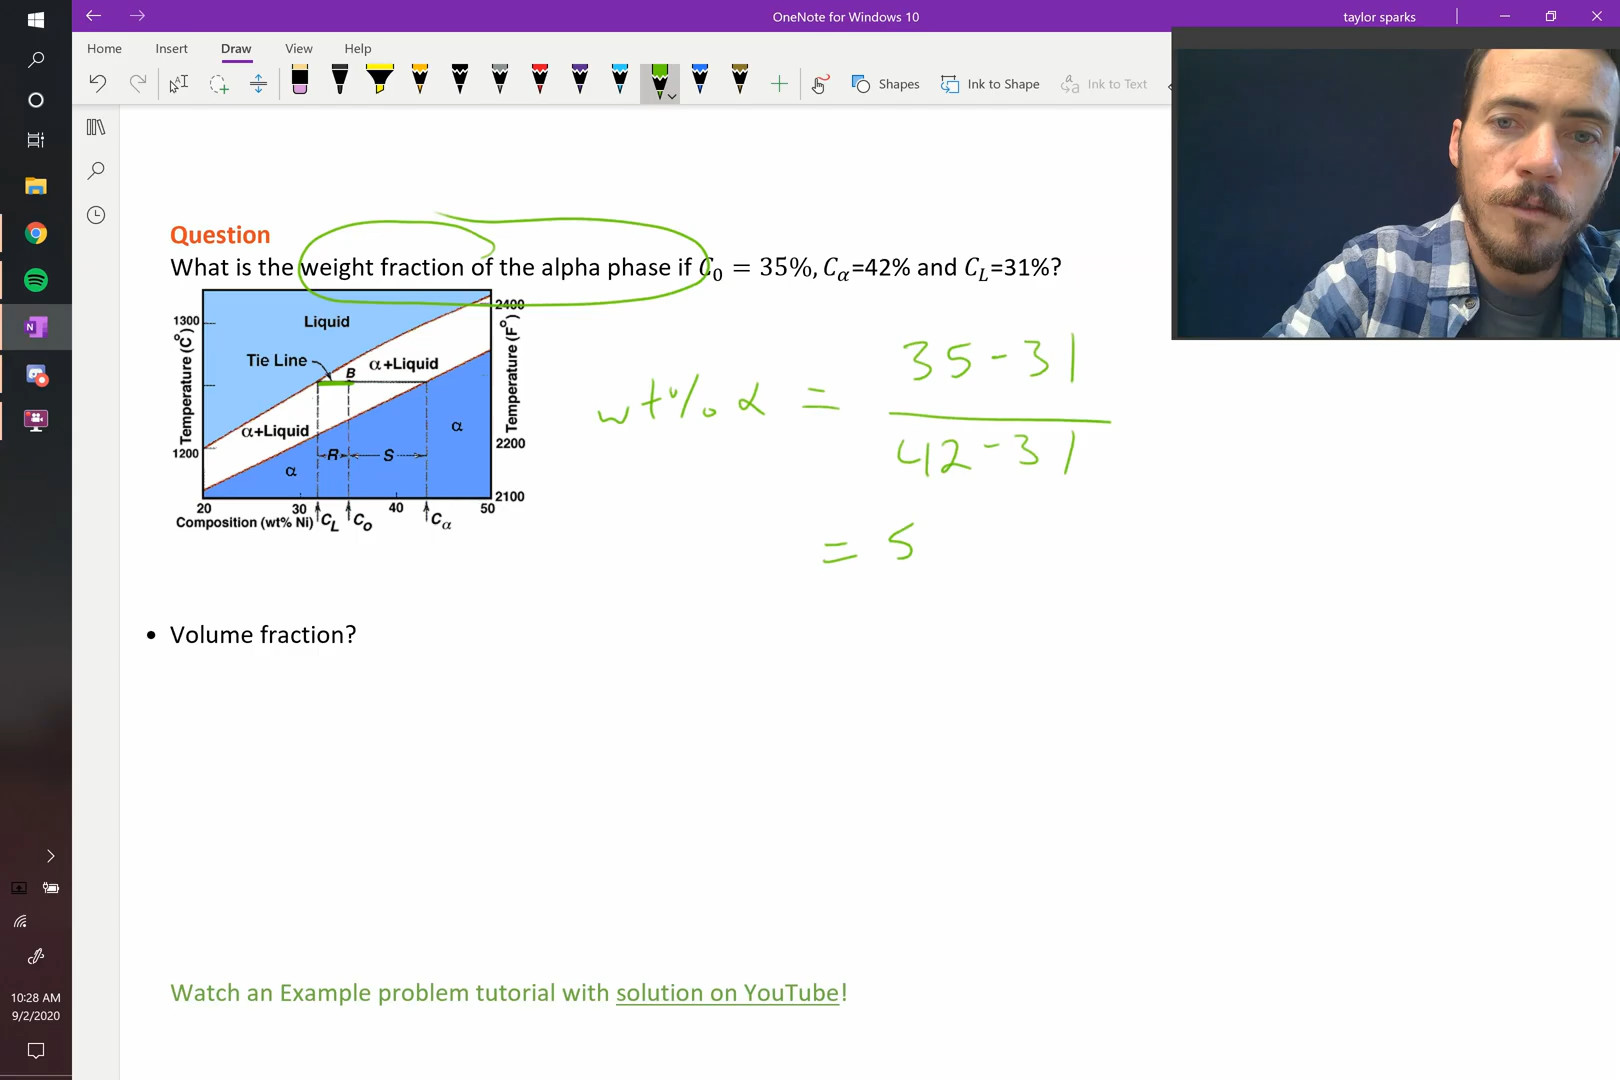 OneNote for Windows 10
taylor sparks
Home Insert Draw View Help
Shapes Ink to Shape Ink to Text
Question
What is the weight fraction of the alpha phase if C₀ = 35%, Cα=42% and C_L=31%?
1300
1200
Temperature (C°)
Liquid
Tie Line
B
α+Liquid
α+Liquid
α
α
R S
2400
2200
2100
Temperature (F°)
20 30 40 50
Composition (wt% Ni) C_L C_o C_α
wt% α = 35-31
42-31
= 5
• Volume fraction?
Watch an Example problem tutorial with solution on YouTube!
10:28 AM
9/2/2020